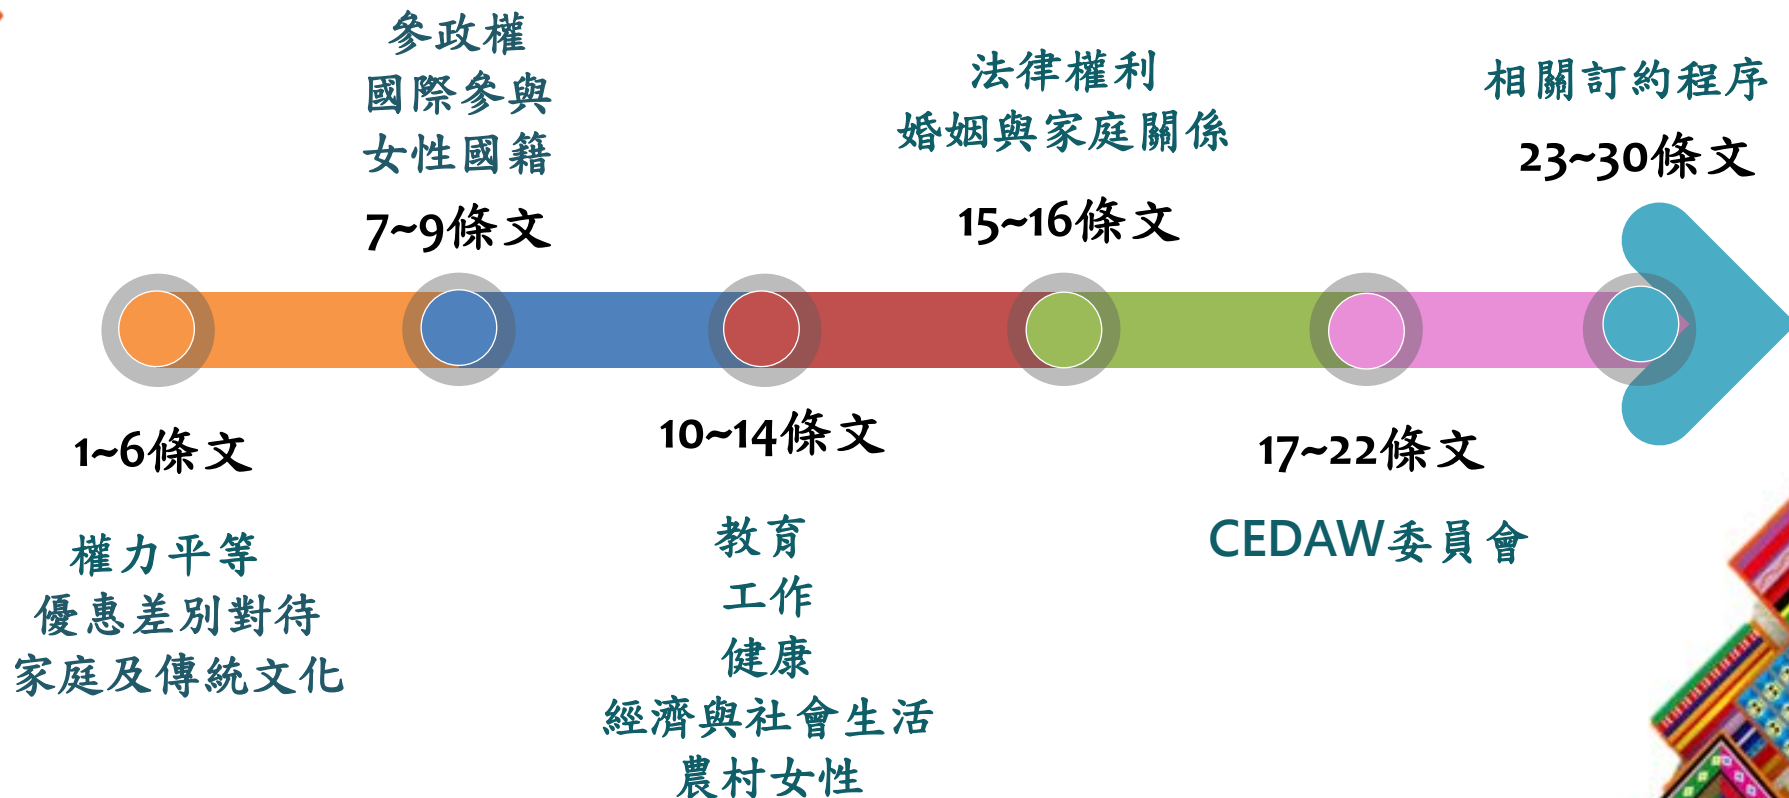 參政權
國際參與
女性國籍
7~9條文
法律權利
婚姻與家庭關係
15~16條文
相關訂約程序
23~30條文
1~6條文
權力平等
優惠差別對待
家庭及傳統文化
10~14條文
教育
工作
健康
經濟與社會生活
農村女性
17~22條文
CEDAW委員會